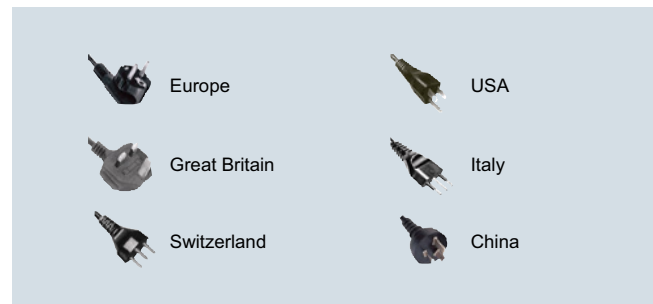 Europe
USA
Great Britain
Italy
Switzerland
China